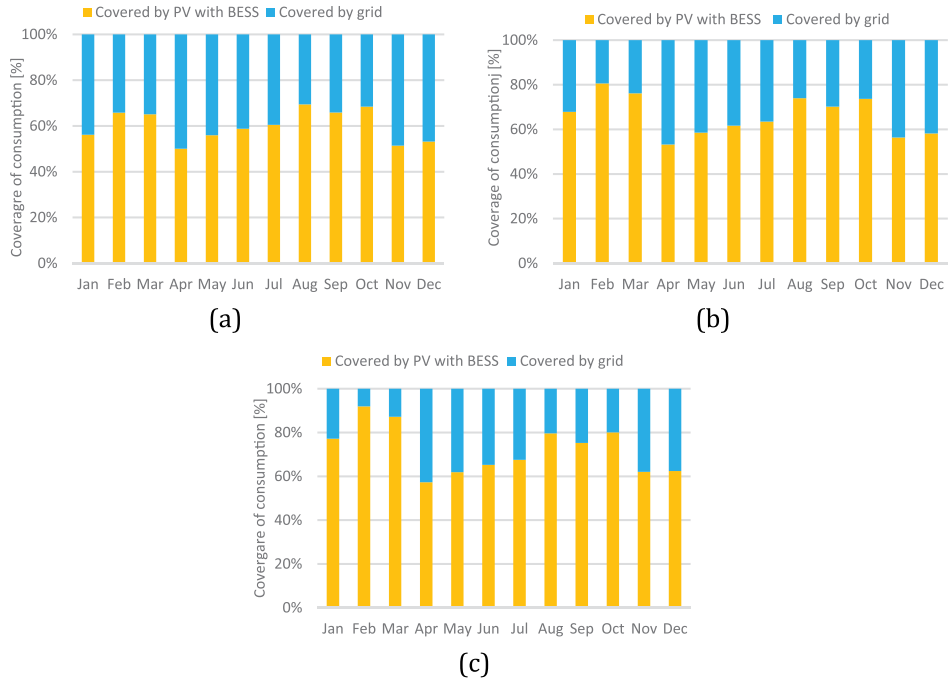 Covered by PV with BESS Covered by grid
Coveragre of consumption [%]
100%
80%
60%
40%
20%
0%
Jan Feb Mar Apr May Jun Jul Aug Sep Oct Nov Dec
(a)
Covered by PV with BESS Covered by grid
Coverage of consumptionj [%]
100%
80%
60%
40%
20%
0%
Jan Feb Mar Apr May Jun Jul Aug Sep Oct Nov Dec
(b)
Covered by PV with BESS Covered by grid
Covergare of consumption [%]
100%
80%
60%
40%
20%
0%
Jan Feb Mar Apr May Jun Jul Aug Sep Oct Nov Dec
(c)